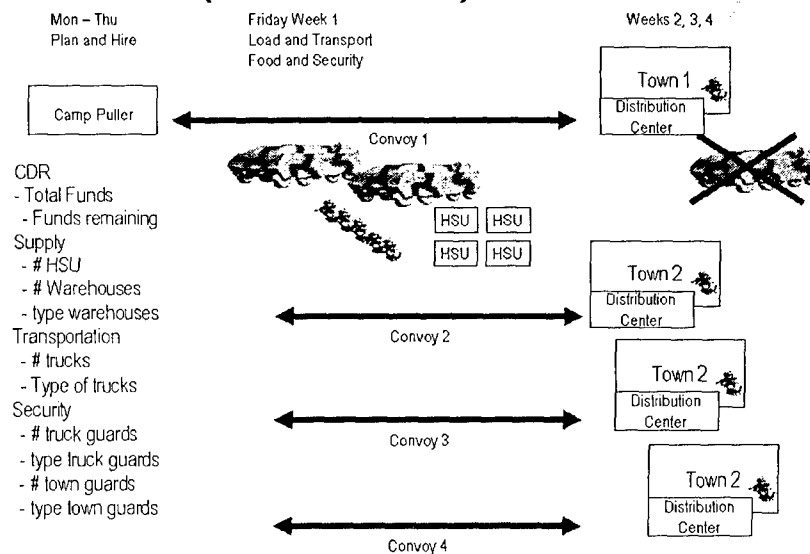 Mon – Thu
Plan and Hire
Friday Week 1
Load and Transport
Food and Security
Weeks 2, 3, 4
Camp Puller
Convoy 1
Town 1
Distribution
Center
CDR
- Total Funds
- Funds remaining
Supply
- # HSU
- # Warehouses
- type warehouses
Transportation
- # trucks
- Type of trucks
Security
- # truck guards
- type truck guards
- # town guards
- type town guards
HSU HSU
HSU HSU
Town 2
Distribution
Center
Convoy 2
Town 2
Distribution
Center
Convoy 3
Town 2
Distribution
Center
Convoy 4